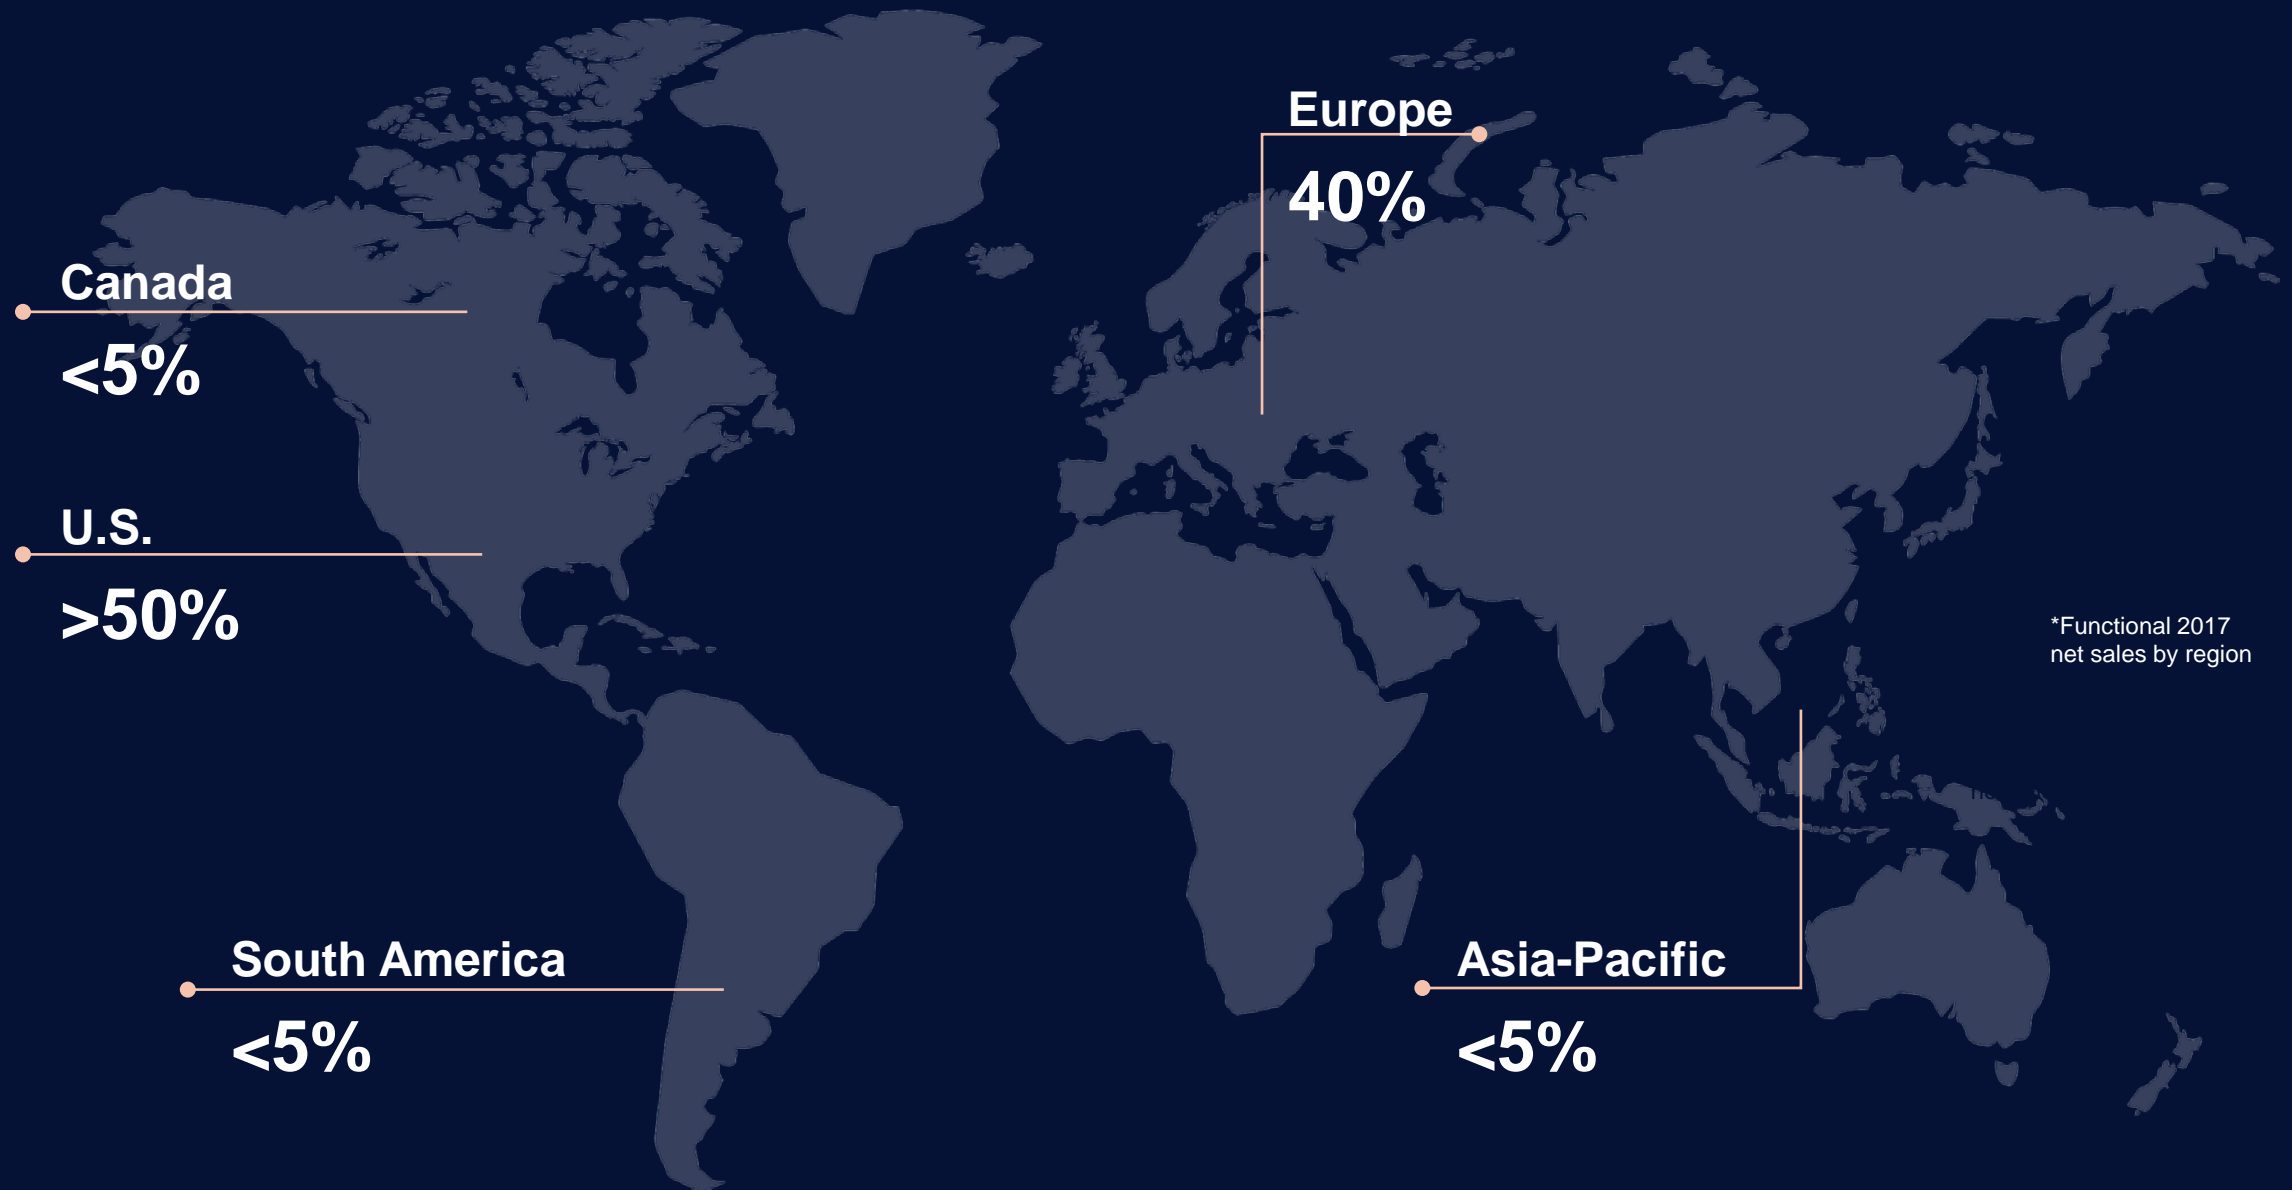 Europe
40%
Canada
<5%
U.S.
>50%
*Functional 2017
net sales by region
South America
<5%
Asia-Pacific
<5%